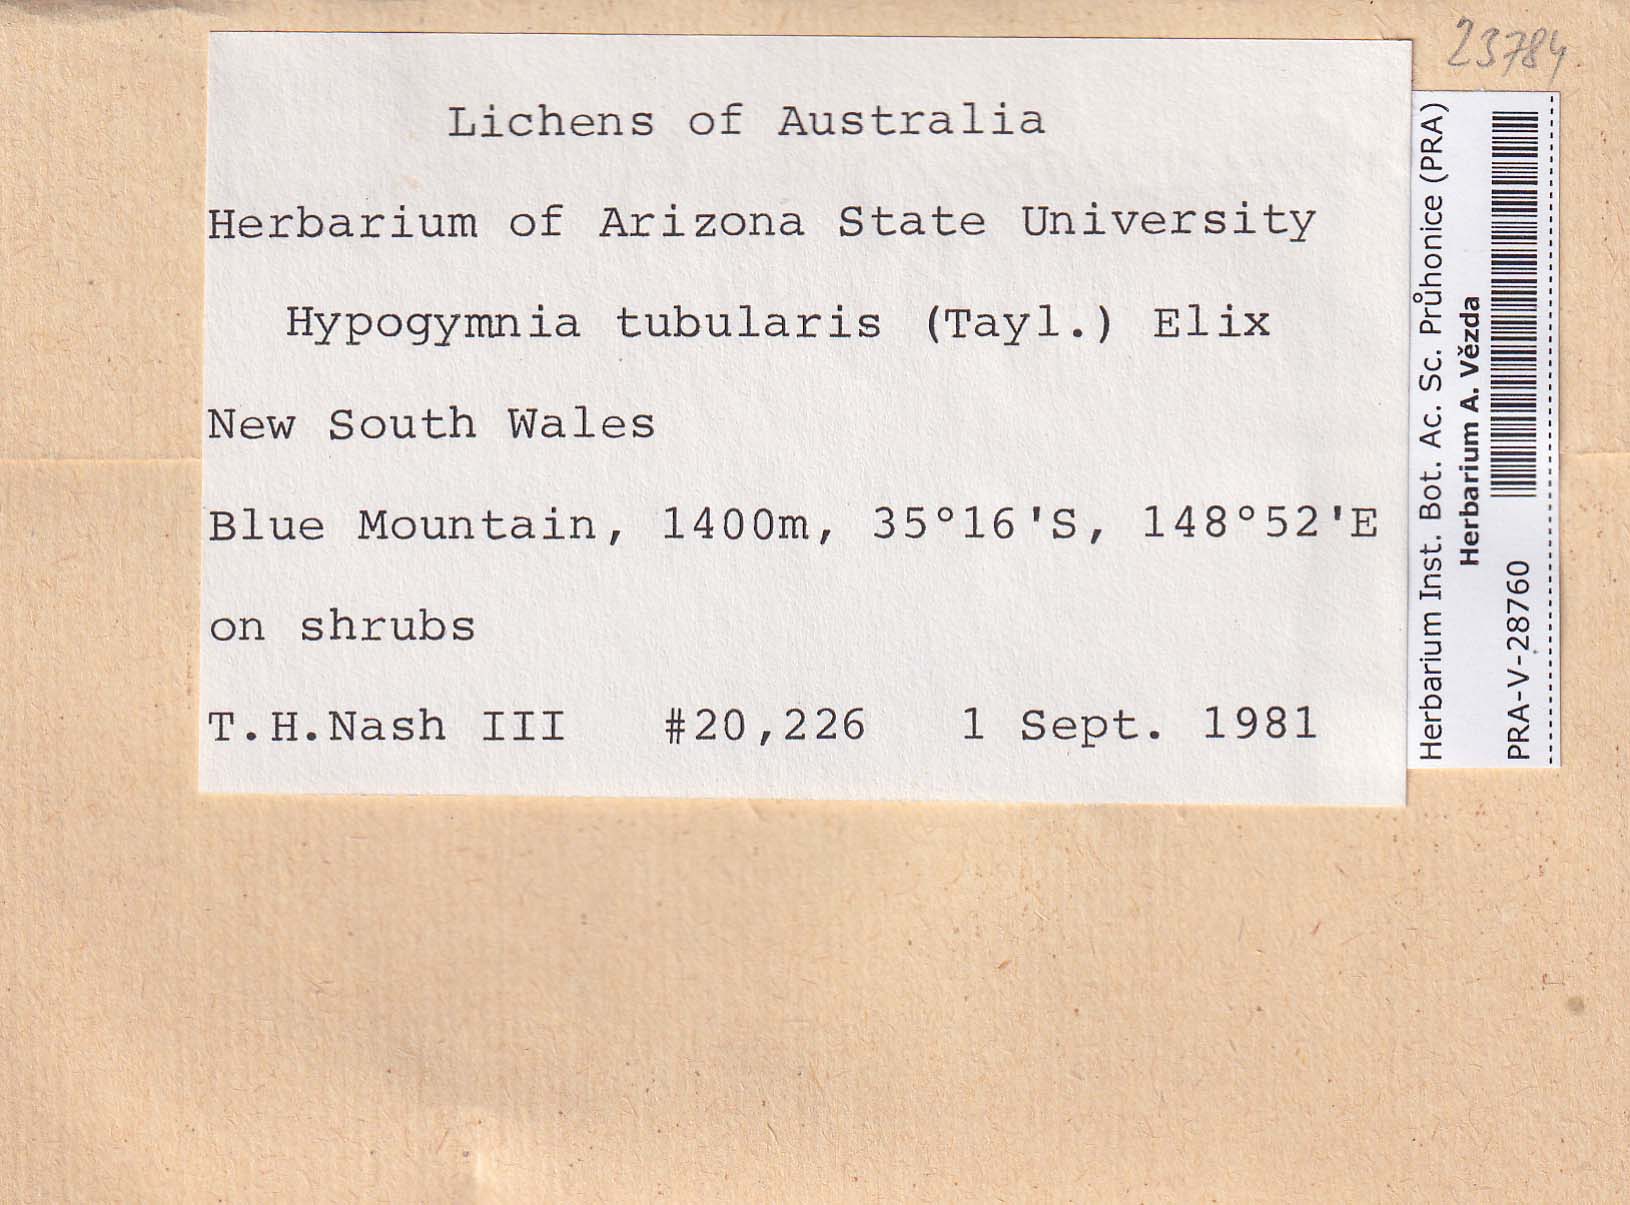 23784.
Lichens of Australia
Herbarium of Arizona State University
Hypogymnia tubularis (Tayl.) Elix
New South Wales
Blue Mountain, 1400m, 35°16'S, 148°52'E
on shrubs
T.H.Nash III #20,226 1 Sept. 1981
Herbarium Inst. Bot. Ac. Sc. Průhonice (PRA)
Herbarium A. Vězda
PRA-V-28760